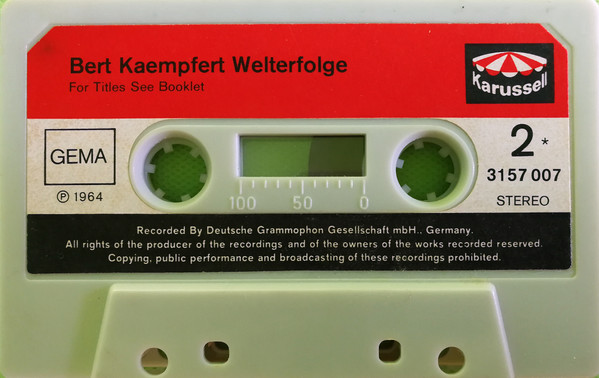 Bert Kaempfert Welterfolge
For Titles See Booklet
Karussell
GEMA
2*
3157 007
℗ 1964
100 50 0
STEREO
Recorded By Deutsche Grammophon Gesellschaft mbH., Germany.
All rights of the producer of the recordings and of the owners of the works recorded reserved.
Copying, public performance and broadcasting of these recordings prohibited.